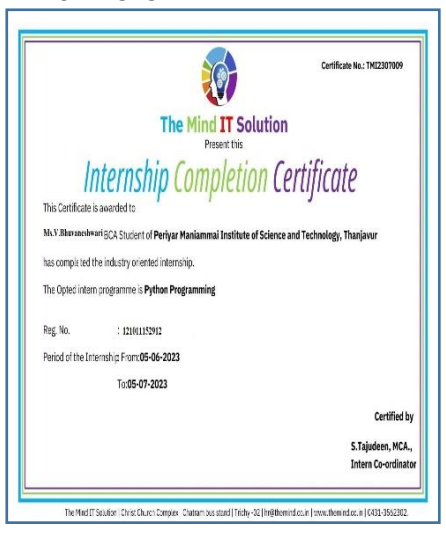 Certificate No.: TMI2307009
The Mind IT Solution
Present this
Internship Completion Certificate
This Certificate is awarded to
Ms.V.Bhuvaneshwari BCA Student of Periyar Maniammai Institute of Science and Technology, Thanjavur
has completed the industry oriented internship.
The Opted intern programme is Python Programming
Reg. No. : 121011152912
Period of the Internship From:05-06-2023
To:05-07-2023
Certified by
S.Tajudeen, MCA.,
Intern Co-ordinator
The Mind IT Solution | Christ Church Complex Chatram bus stand | Trichy -02 | hr@themind.co.in | www.themind.co.in | 0431-3562302.